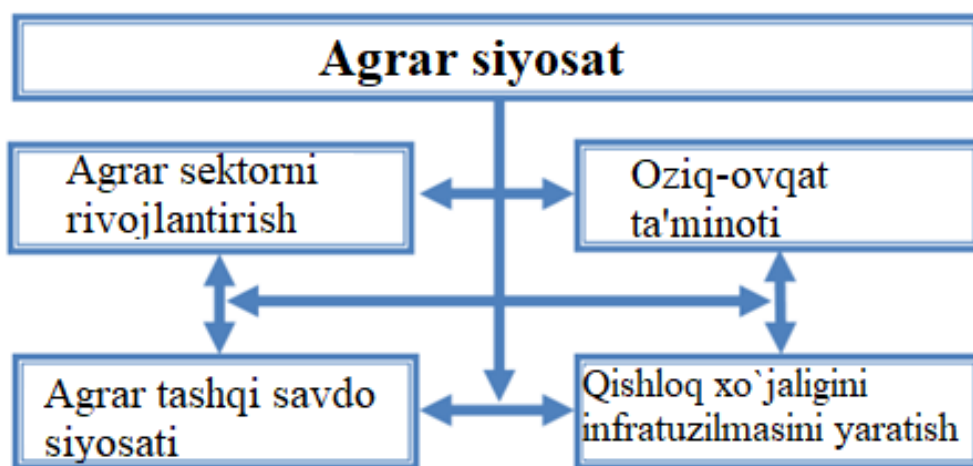 Agrar siyosat
Agrar sektorni
rivojlantirish
Oziq-ovqat
ta'minoti
Agrar tashqi savdo
siyosati
Qishloq xo`jaligini
infratuzilmasini yaratish